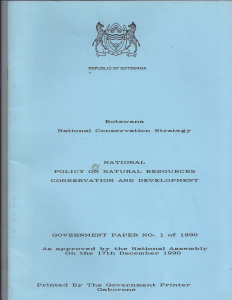 REPUBLIC OF BOTSWANA
Botswana
National Conservation Strategy
NATIONAL
POLICY ON NATURAL RESOURCES
CONSERVATION AND DEVELOPMENT
GOVERNMENT PAPER NO: 1 of 1990
As approved by the National Assembly
On the 17th December 1990
Printed By The Government Printer
Gaborone